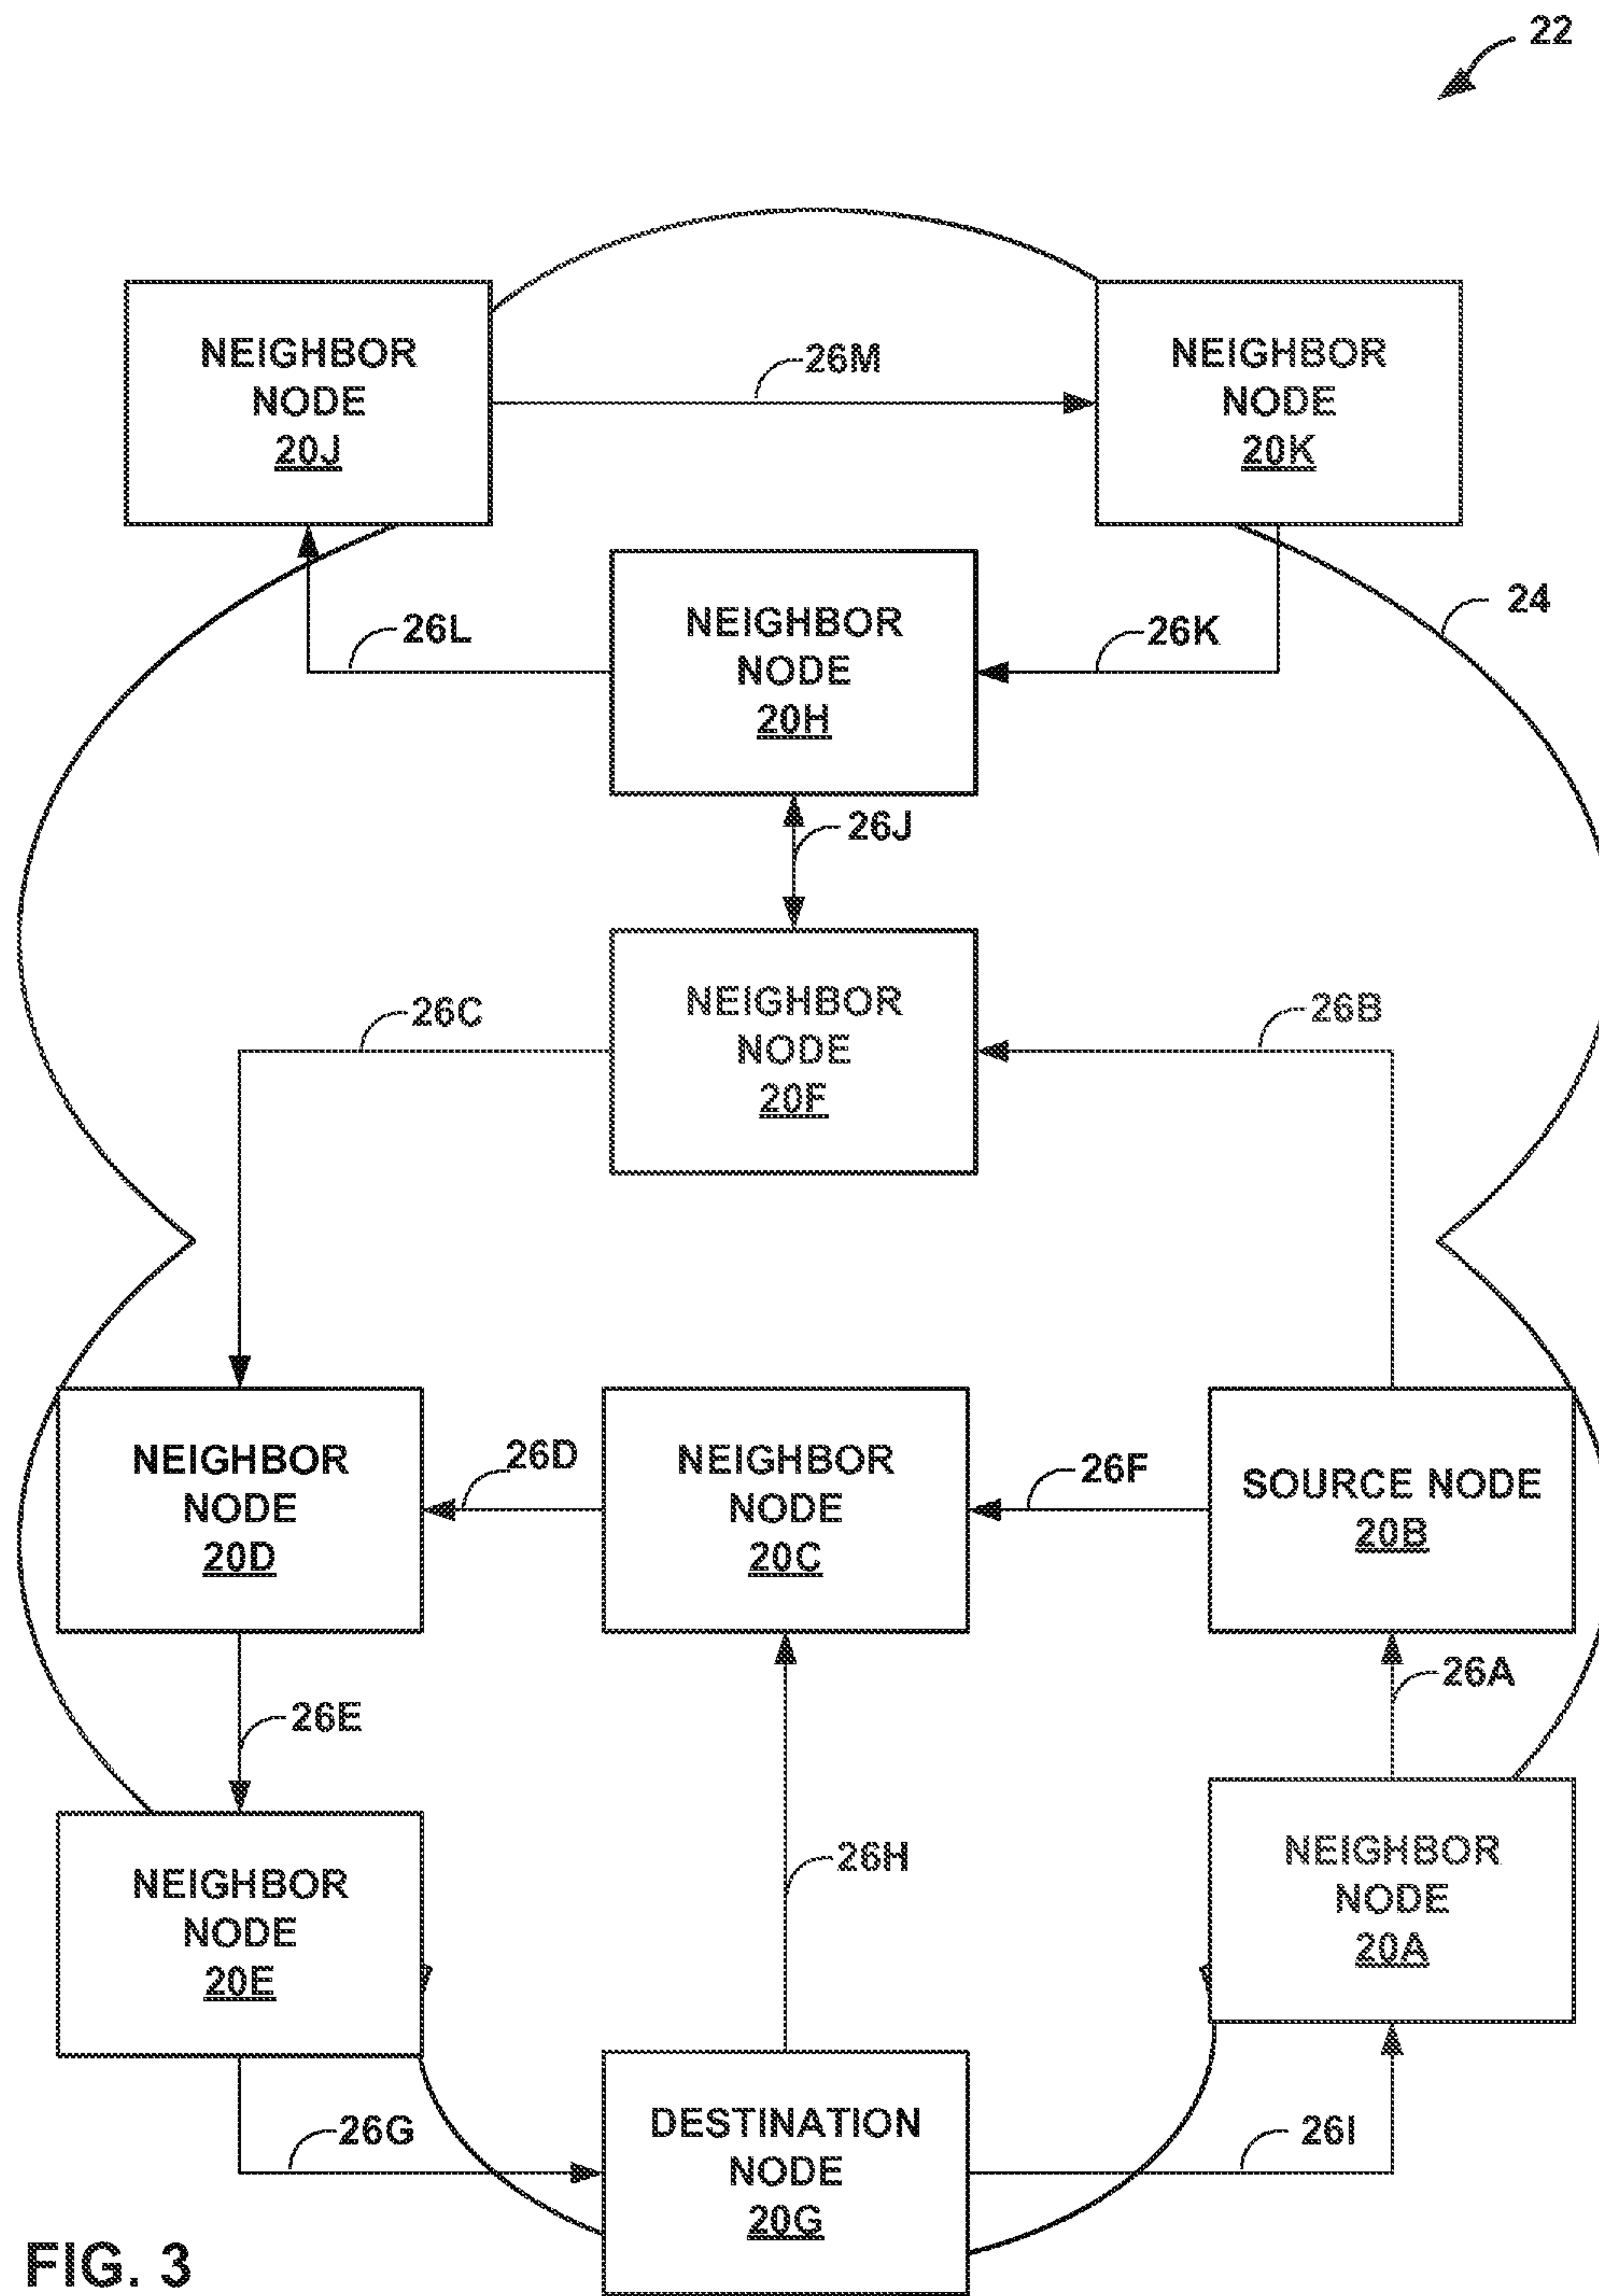 22
NEIGHBOR
NODE
20J
26M
NEIGHBOR
NODE
20K
24
26L
NEIGHBOR
NODE
20H
26K
26J
26C
NEIGHBOR
NODE
20F
26B
NEIGHBOR
NODE
20D
26D
NEIGHBOR
NODE
20C
26F
SOURCE NODE
20B
26E
26A
NEIGHBOR
NODE
20E
26H
NEIGHBOR
NODE
20A
26G
DESTINATION
NODE
20G
26I
FIG. 3